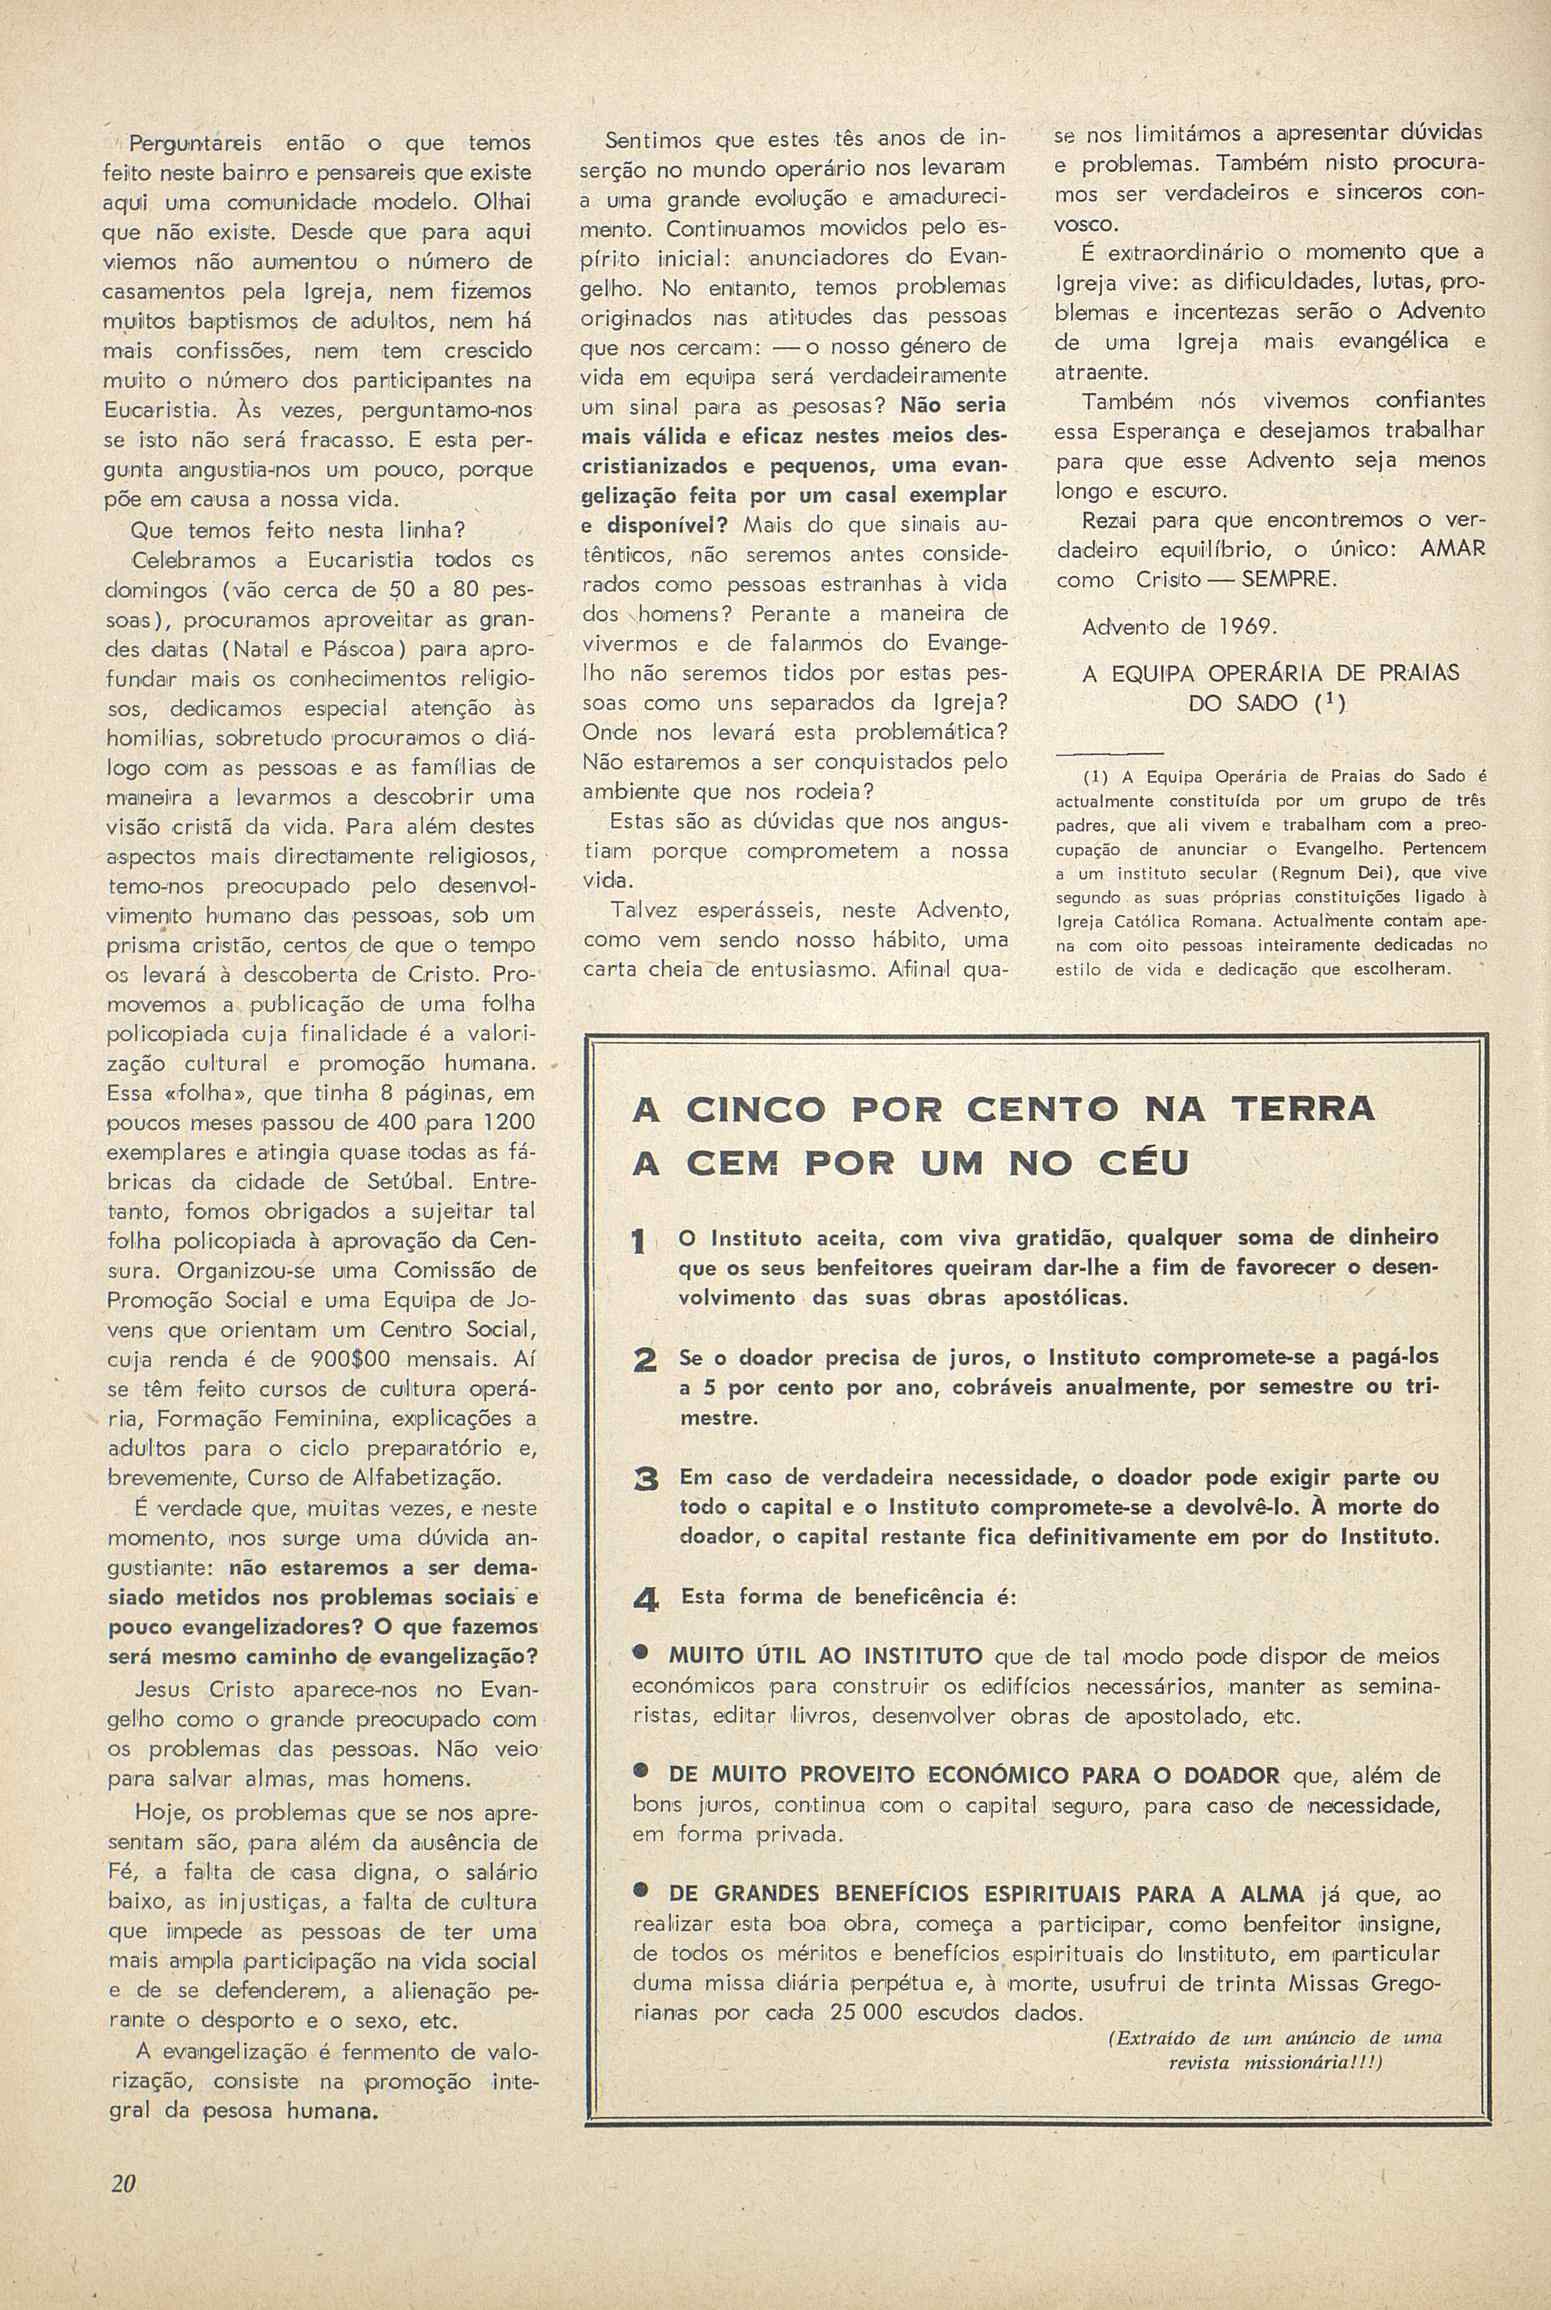 Perguntareis então o que temos
feito neste bairro e pensareis que existe
aqui uma comunidade modelo. Olhai
que não existe. Desde que para aqui
viemos não aumentou o número de
casamentos pela Igreja, nem fizemos
muitos baptismos de adultos, nem há
mais confissões, nem tem crescido
muito o número dos participantes na
Eucaristia. Às vezes, perguntamo-nos
se isto não será fracasso. E esta per-
gunta angustia-nos um pouco, porque
põe em causa a nossa vida.
Que temos feito nesta linha?
Celebramos a Eucaristia todos os
domingos (vão cerca de 50 a 80 pes-
soas), procuramos aproveitar as gran-
des datas (Natal e Páscoa) para apro-
fundar mais os conhecimentos religio-
sos, dedicamos especial atenção às
homilias, sobretudo procuramos o diá-
logo com as pessoas e as famílias de
maneira a levarmos a descobrir uma
visão cristã da vida. Para além destes
aspectos mais directamente religiosos,
temo-nos preocupado pelo desenvol-
vimento humano das pessoas, sob um
prisma cristão, certos de que o tempo
os levará à descoberta de Cristo. Pro-
movemos a publicação de uma folha
policopiada cuja finalidade é a valori-
zação cultural e promoção humana.
Essa «folha», que tinha 8 páginas, em
poucos meses passou de 400 para 1200
exemplares e atingia quase todas as fá-
bricas da cidade de Setúbal. Entre-
tanto, fomos obrigados a sujeitar tal
folha policopiada à aprovação da Cen-
sura. Organizou-se uma Comissão de
Promoção Social e uma Equipa de Jo-
vens que orientam um Centro Social,
cuja renda é de 900$00 mensais. Aí
se têm feito cursos de cultura operá-
ria, Formação Feminina, explicações a
adultos para o ciclo preparatório e,
brevemente, Curso de Alfabetização.
É verdade que, muitas vezes, e neste
momento, nos surge uma dúvida an-
gustiante: não estaremos a ser dema-
siado metidos nos problemas sociais e
pouco evangelizadores? O que fazemos
será mesmo caminho de evangelização?
Jesus Cristo aparece-nos no Evan-
gelho como o grande preocupado com
os problemas das pessoas. Não veio
para salvar almas, mas homens.
Hoje, os problemas que se nos apre-
sentam são, para além da ausência de
Fé, a falta de casa digna, o salário
baixo, as injustiças, a falta de cultura
que impede as pessoas de ter uma
mais ampla participação na vida social
e de se defenderem, a alienação pe-
rante o desporto e o sexo, etc.
A evangelização é fermento de valo-
rização, consiste na promoção inte-
gral da pesosa humana.
Sentimos que estes tês anos de in-
serção no mundo operário nos levaram
a uma grande evolução e amadureci-
mento. Continuamos movidos pelo es-
pírito inicial: anunciadores do Evan-
gelho. No entanto, temos problemas
originados nas atitudes das pessoas
que nos cercam: — o nosso género de
vida em equipa será verdadeiramente
um sinal para as pesosas? Não seria
mais válida e eficaz nestes meios des-
cristianizados e pequenos, uma evan-
gelização feita por um casal exemplar
e disponível? Mais do que sinais au-
tênticos, não seremos antes conside-
rados como pessoas estranhas à vida
dos homens? Perante a maneira de
vivermos e de falarmos do Evange-
lho não seremos tidos por estas pes-
soas como uns separados da Igreja?
Onde nos levará esta problemática?
Não estaremos a ser conquistados pelo
ambiente que nos rodeia?
Estas são as dúvidas que nos angus-
tiam porque comprometem a nossa
vida.
Talvez esperásseis, neste Advento,
como vem sendo nosso hábito, uma
carta cheia de entusiasmo. Afinal qua-
se nos limitámos a apresentar dúvidas
e problemas. Também nisto procura-
mos ser verdadeiros e sinceros con-
vosco.
É extraordinário o momento que a
Igreja vive: as dificuldades, lutas, pro-
blemas e incertezas serão o Advento
de uma Igreja mais evangélica e
atraente.
Também nós vivemos confiantes
essa Esperança e desejamos trabalhar
para que esse Advento seja menos
longo e escuro.
Rezai para que encontremos o ver-
dadeiro equilíbrio, o único: AMAR
como Cristo — SEMPRE.
Advento de 1969.
A EQUIPA OPERÁRIA DE PRAIAS
DO SADO (¹)
(1) A Equipa Operária de Praias do Sado é
actualmente constituída por um grupo de três
padres, que ali vivem e trabalham com a preo-
cupação de anunciar o Evangelho. Pertencem
a um instituto secular (Regnum Dei), que vive
segundo as suas próprias constituições ligado à
Igreja Católica Romana. Actualmente contam ape-
na com oito pessoas inteiramente dedicadas no
estilo de vida e dedicação que escolheram.
A CINCO POR CENTO NA TERRA
A CEM POR UM NO CÉU
1 O Instituto aceita, com viva gratidão, qualquer soma de dinheiro
que os seus benfeitores queiram dar-lhe a fim de favorecer o desen-
volvimento das suas obras apostólicas.
2 Se o doador precisa de juros, o Instituto compromete-se a pagá-los
a 5 por cento por ano, cobráveis anualmente, por semestre ou tri-
mestre.
3 Em caso de verdadeira necessidade, o doador pode exigir parte ou
todo o capital e o Instituto compromete-se a devolvê-lo. À morte do
doador, o capital restante fica definitivamente em por do Instituto.
4 Esta forma de beneficência é:
• MUITO ÚTIL AO INSTITUTO que de tal modo pode dispor de meios
económicos para construir os edifícios necessários, manter as semina-
ristas, editar livros, desenvolver obras de apostolado, etc.
• DE MUITO PROVEITO ECONÓMICO PARA O DOADOR que, além de
bons juros, continua com o capital seguro, para caso de necessidade,
em forma privada.
• DE GRANDES BENEFÍCIOS ESPIRITUAIS PARA A ALMA já que, ao
realizar esta boa obra, começa a participar, como benfeitor insigne,
de todos os méritos e benefícios espirituais do Instituto, em particular
duma missa diária perpétua e, à morte, usufrui de trinta Missas Grego-
rianas por cada 25 000 escudos dados.
(Extraído de um anúncio de uma
revista missionária!!!)
20